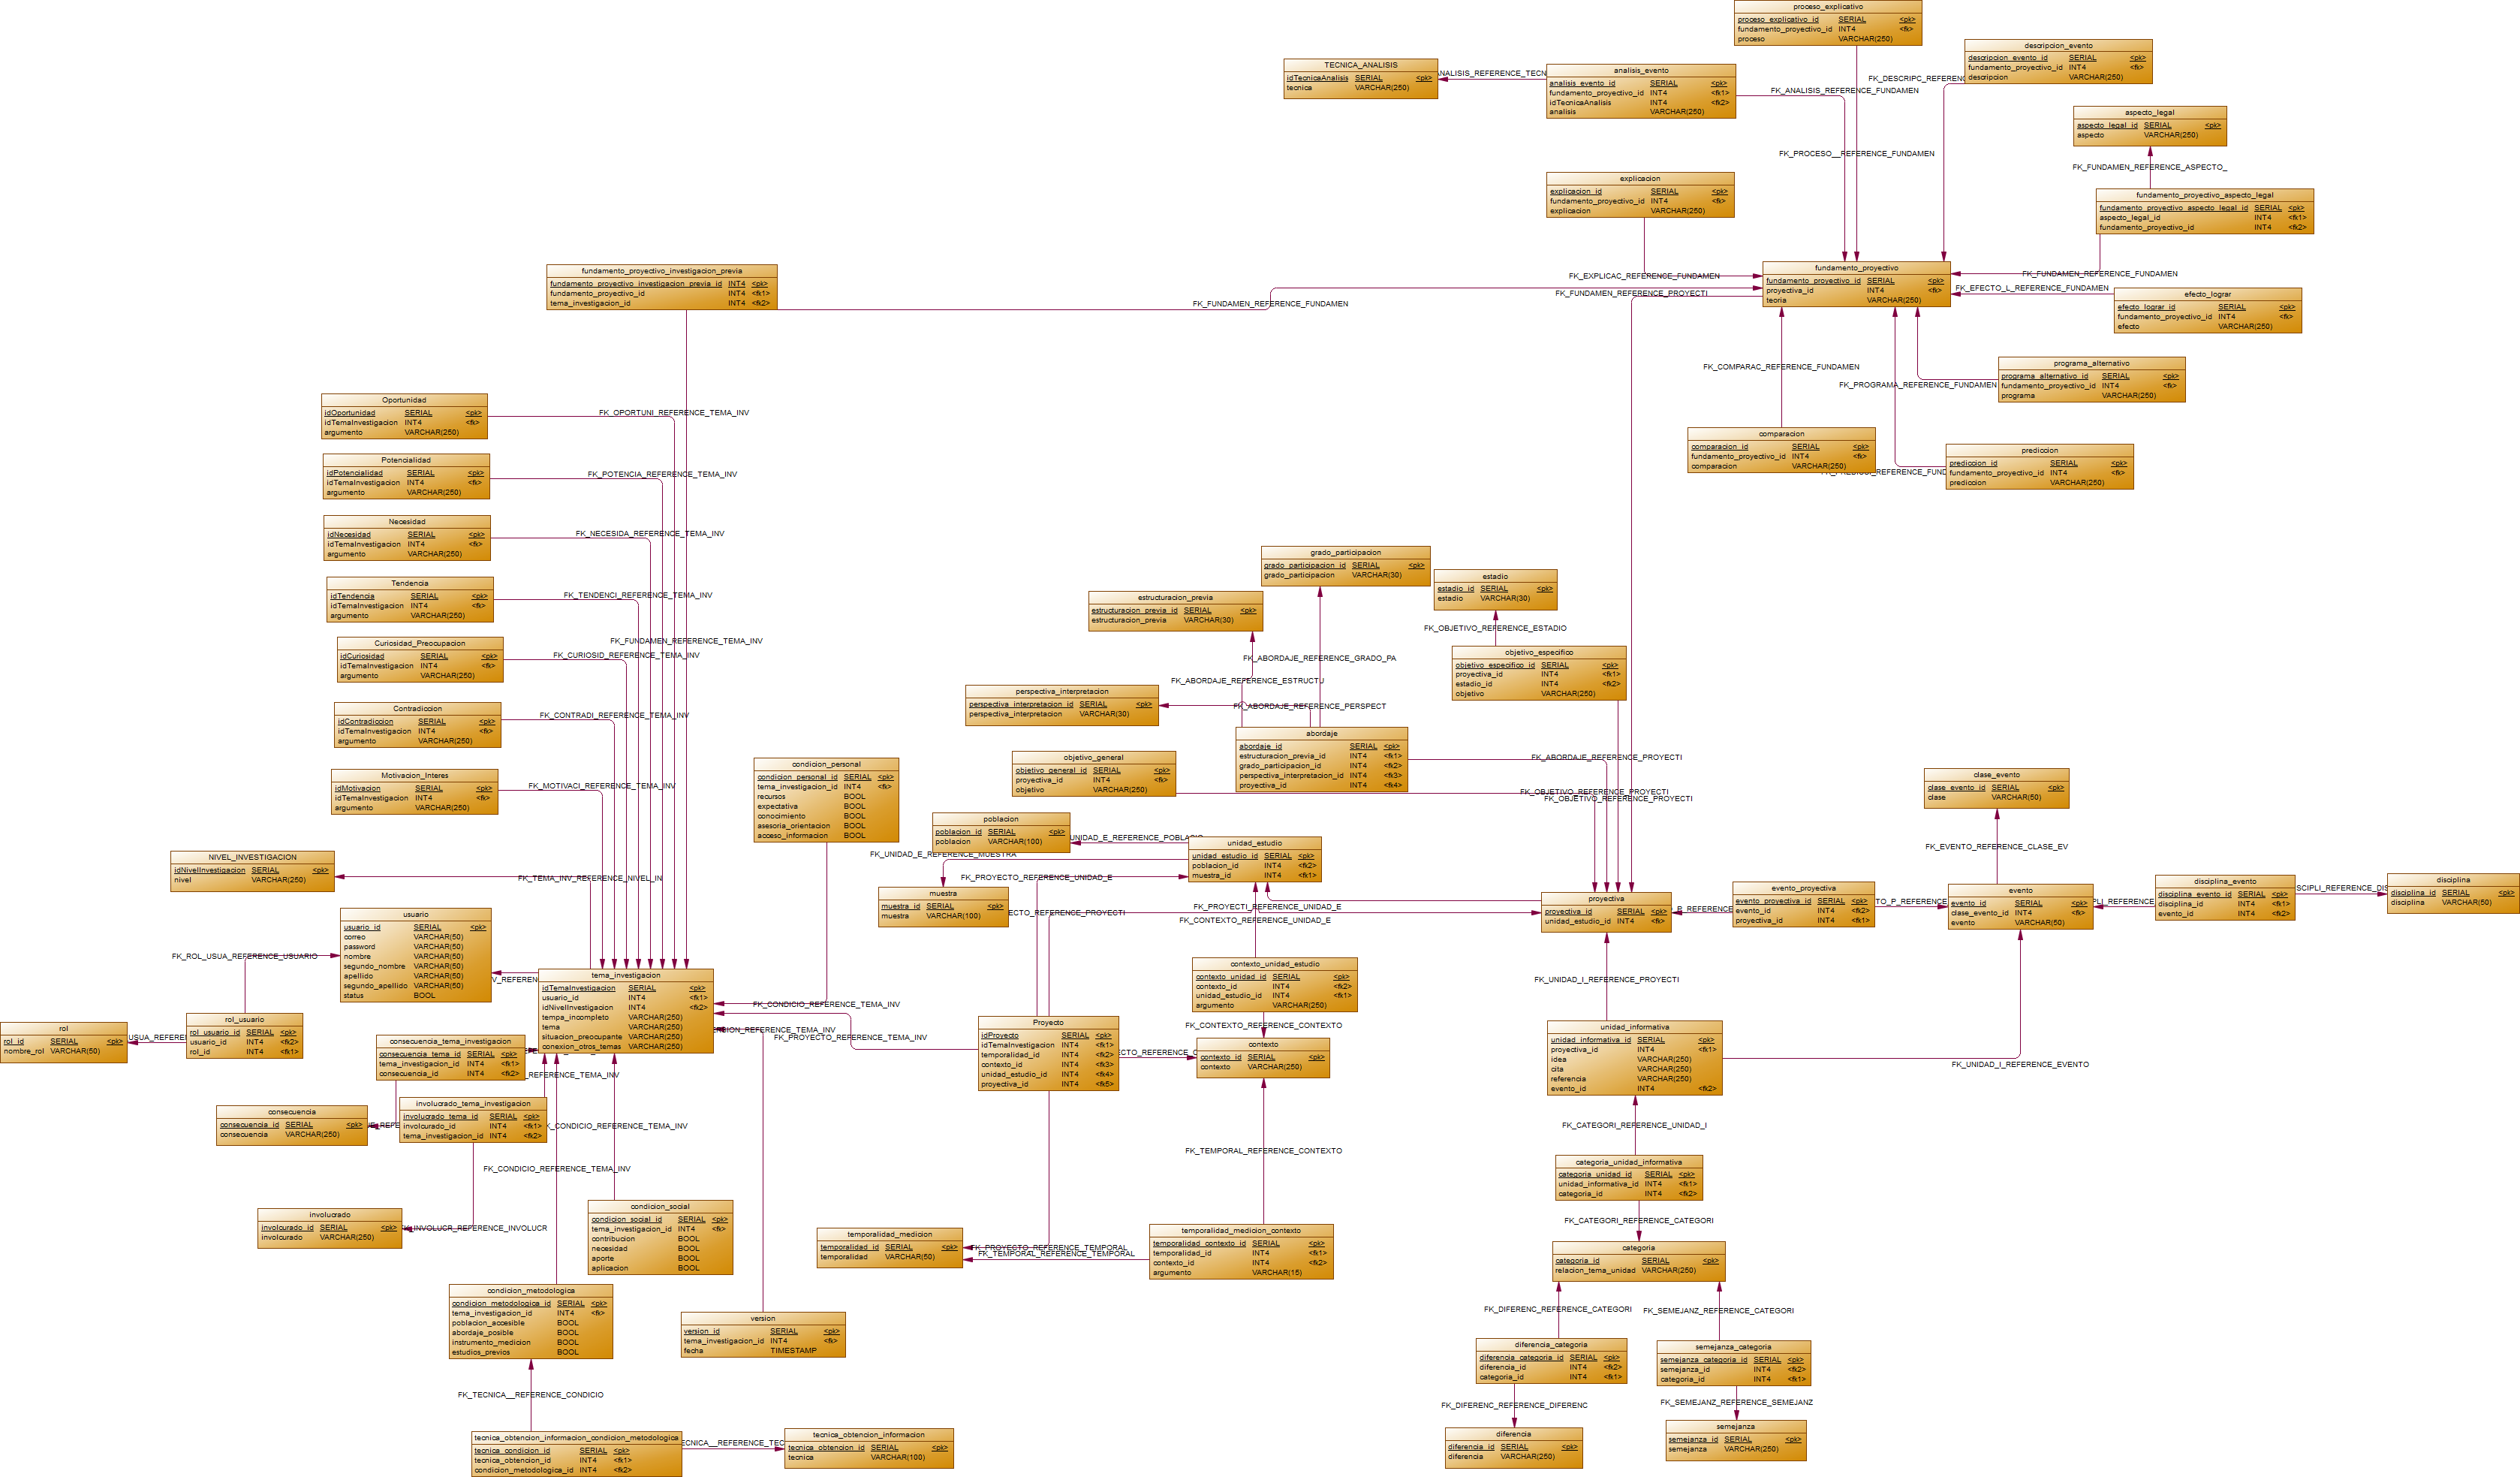 proceso_explicativo
proceso_explicativo_id SERIAL <pk>
fundamento_proyectivo_id INT4 <fk>
proceso VARCHAR(250)
descripcion_evento
descripcion_evento_id SERIAL <pk>
fundamento_proyectivo_id INT4 <fk>
descripcion VARCHAR(250)
TECNICA_ANALISIS
idTecnicaAnalisis SERIAL <pk>
tecnica VARCHAR(250)
analisis_evento
analisis_evento_id SERIAL <pk>
fundamento_proyectivo_id INT4 <fk1>
idTecnicaAnalisis INT4 <fk2>
analisis VARCHAR(250)
FK_ANALISIS_REFERENCE_FUNDAMEN
aspecto_legal
aspecto_legal_id SERIAL <pk>
aspecto VARCHAR(250)
FK_PROCESO__REFERENCE_FUNDAMEN
FK_FUNDAMEN_REFERENCE_ASPECTO_
explicacion
explicacion_id SERIAL <pk>
fundamento_proyectivo_id INT4 <fk>
explicacion VARCHAR(250)
fundamento_proyectivo_aspecto_legal
fundamento_proyectivo_aspecto_legal_id SERIAL <pk>
aspecto_legal_id INT4 <fk1>
fundamento_proyectivo_id INT4 <fk2>
fundamento_proyectivo_investigacion_previa
fundamento_proyectivo_investigacion_previa_id INT4 <pk>
fundamento_proyectivo_id INT4 <fk1>
tema_investigacion_id INT4 <fk2>
FK_FUNDAMEN_REFERENCE_FUNDAMEN
FK_EXPLICAC_REFERENCE_FUNDAMEN
FK_FUNDAMEN_REFERENCE_PROYECTI
fundamento_proyectivo
fundamento_proyectivo_id SERIAL <pk>
proyectiva_id INT4 <fk>
teoria VARCHAR(250)
FK_FUNDAMEN_REFERENCE_FUNDAMEN
FK_EFECTO_L_REFERENCE_FUNDAMEN
efecto_lograr
efecto_lograr_id SERIAL <pk>
fundamento_proyectivo_id INT4 <fk>
efecto VARCHAR(250)
FK_COMPARAC_REFERENCE_FUNDAMEN
FK_PROGRAMA_REFERENCE_FUNDAMEN
programa_alternativo
programa_alternativo_id SERIAL <pk>
fundamento_proyectivo_id INT4 <fk>
programa VARCHAR(250)
comparacion
comparacion_id SERIAL <pk>
fundamento_proyectivo_id INT4 <fk>
comparacion VARCHAR(250)
prediccion
prediccion_id SERIAL <pk>
fundamento_proyectivo_id INT4 <fk>
prediccion VARCHAR(250)
Oportunidad
idOportunidad SERIAL <pk>
idTemaInvestigacion INT4 <fk>
argumento VARCHAR(250)
FK_OPORTUNI_REFERENCE_TEMA_INV
Potencialidad
idPotencialidad SERIAL <pk>
idTemaInvestigacion INT4 <fk>
argumento VARCHAR(250)
FK_POTENCIA_REFERENCE_TEMA_INV
Necesidad
idNecesidad SERIAL <pk>
idTemaInvestigacion INT4 <fk>
argumento VARCHAR(250)
FK_NECESIDA_REFERENCE_TEMA_INV
Tendencia
idTendencia SERIAL <pk>
idTemaInvestigacion INT4 <fk>
argumento VARCHAR(250)
FK_TENDENCI_REFERENCE_TEMA_INV
FK_FUNDAMEN_REFERENCE_TEMA_INV
Curiosidad_Preocupacion
idCuriosidad SERIAL <pk>
idTemaInvestigacion INT4 <fk>
argumento VARCHAR(250)
FK_CURIOSID_REFERENCE_TEMA_INV
Contradiccion
idContradiccion SERIAL <pk>
idTemaInvestigacion INT4 <fk>
argumento VARCHAR(250)
FK_CONTRADI_REFERENCE_TEMA_INV
Motivacion_Interes
idMotivacion SERIAL <pk>
idTemaInvestigacion INT4 <fk>
argumento VARCHAR(250)
FK_MOTIVACI_REFERENCE_TEMA_INV
grado_participacion
grado_participacion_id SERIAL <pk>
grado_participacion VARCHAR(30)
estadio
estadio_id SERIAL <pk>
estadio VARCHAR(30)
estructuracion_previa
estructuracion_previa_id SERIAL <pk>
estructuracion_previa VARCHAR(30)
FK_OBJETIVO_REFERENCE_ESTADIO
FK_ABORDAJE_REFERENCE_GRADO_PA
FK_ABORDAJE_REFERENCE_ESTRUCTU
objetivo_especifico
objetivo_especifico_id SERIAL <pk>
proyectiva_id INT4 <fk1>
estadio_id INT4 <fk2>
objetivo VARCHAR(250)
perspectiva_interpretacion
perspectiva_interpretacion_id SERIAL <pk>
perspectiva_interpretacion VARCHAR(30)
FK_ABORDAJE_REFERENCE_PERSPECT
abordaje
abordaje_id SERIAL <pk>
estructuracion_previa_id INT4 <fk1>
grado_participacion_id INT4 <fk2>
perspectiva_interpretacion_id INT4 <fk3>
proyectiva_id INT4 <fk4>
FK_ABORDAJE_REFERENCE_PROYECTI
objetivo_general
objetivo_general_id SERIAL <pk>
proyectiva_id INT4 <fk>
objetivo VARCHAR(250)
FK_OBJETIVO_REFERENCE_PROYECTI
FK_OBJETIVO_REFERENCE_PROYECTI
condicion_personal
condicion_personal_id SERIAL <pk>
tema_investigacion_id INT4 <fk>
recursos BOOL
expectativa BOOL
conocimiento BOOL
asesoria_orientacion BOOL
acceso_informacion BOOL
clase_evento
clase_evento_id SERIAL <pk>
clase VARCHAR(50)
FK_EVENTO_REFERENCE_CLASE_EV
poblacion
poblacion_id SERIAL <pk>
poblacion VARCHAR(100)
FK_UNIDAD_E_REFERENCE_MUESTRA
unidad_estudio
unidad_estudio_id SERIAL <pk>
poblacion_id INT4 <fk2>
muestra_id INT4 <fk1>
FK_PROYECTO_REFERENCE_UNIDAD_E
muestra
muestra_id SERIAL <pk>
muestra VARCHAR(100)
FK_PROYECTI_REFERENCE_UNIDAD_E
FK_CONTEXTO_REFERENCE_UNIDAD_E
NIVEL_INVESTIGACION
idNivelInvestigacion SERIAL <pk>
nivel VARCHAR(250)
FK_TEMA_INV_REFERENCE_NIVEL_IN
proyectiva
proyectiva_id SERIAL <pk>
unidad_estudio_id INT4 <fk>
evento_proyectiva
evento_proyectiva_id SERIAL <pk>
evento_id INT4 <fk2>
proyectiva_id INT4 <fk1>
evento
evento_id SERIAL <pk>
clase_evento_id INT4 <fk>
evento VARCHAR(50)
disciplina_evento
disciplina_evento_id SERIAL <pk>
disciplina_id INT4 <fk1>
evento_id INT4 <fk2>
disciplina
disciplina_id SERIAL <pk>
disciplina VARCHAR(50)
usuario
usuario_id SERIAL <pk>
correo VARCHAR(50)
password VARCHAR(50)
nombre VARCHAR(50)
segundo_nombre VARCHAR(50)
apellido VARCHAR(50)
segundo_apellido VARCHAR(50)
status BOOL
FK_ROL_USUA_REFERENCE_USUARIO
tema_investigacion
idTemaInvestigacion SERIAL <pk>
usuario_id INT4 <fk1>
idNivelInvestigacion INT4 <fk2>
tempa_incompleto VARCHAR(250)
tema VARCHAR(250)
situacion_preocupante VARCHAR(250)
conexion_otros_temas VARCHAR(250)
FK_CONDICIO_REFERENCE_TEMA_INV
FK_PROYECTO_REFERENCE_TEMA_INV
contexto_unidad_estudio
contexto_unidad_id SERIAL <pk>
contexto_id INT4 <fk2>
unidad_estudio_id INT4 <fk1>
argumento VARCHAR(250)
FK_CONTEXTO_REFERENCE_CONTEXTO
FK_UNIDAD_I_REFERENCE_PROYECTI
rol
rol_id SERIAL <pk>
nombre_rol VARCHAR(50)
rol_usuario
rol_usuario_id SERIAL <pk>
usuario_id INT4 <fk2>
rol_id INT4 <fk1>
consecuencia_tema_investigacion
consecuencia_tema_id SERIAL <pk>
tema_investigacion_id INT4 <fk1>
consecuencia_id INT4 <fk2>
Proyecto
idProyecto SERIAL <pk>
idTemaInvestigacion INT4 <fk1>
temporalidad_id INT4 <fk2>
contexto_id INT4 <fk3>
unidad_estudio_id INT4 <fk4>
proyectiva_id INT4 <fk5>
contexto
contexto_id SERIAL <pk>
contexto VARCHAR(250)
unidad_informativa
unidad_informativa_id SERIAL <pk>
proyectiva_id INT4 <fk1>
idea VARCHAR(250)
cita VARCHAR(250)
referencia VARCHAR(250)
evento_id INT4 <fk2>
FK_UNIDAD_I_REFERENCE_EVENTO
consecuencia
consecuencia_id SERIAL <pk>
consecuencia VARCHAR(250)
involucrado_tema_investigacion
involucrado_tema_id SERIAL <pk>
involcurado_id INT4 <fk1>
tema_investigacion_id INT4 <fk2>
FK_CONDICIO_REFERENCE_TEMA_INV
FK_CATEGORI_REFERENCE_UNIDAD_I
FK_TEMPORAL_REFERENCE_CONTEXTO
FK_CONDICIO_REFERENCE_TEMA_INV
categoria_unidad_informativa
categoria_unidad_id SERIAL <pk>
unidad_informativa_id INT4 <fk1>
categoria_id INT4 <fk2>
FK_CATEGORI_REFERENCE_CATEGORI
involucrado
involcurado_id SERIAL <pk>
involcurado VARCHAR(250)
condicion_social
condicion_social_id SERIAL <pk>
tema_investigacion_id INT4 <fk>
contribucion BOOL
necesidad BOOL
aporte BOOL
aplicacion BOOL
temporalidad_medicion
temporalidad_id SERIAL <pk>
temporalidad VARCHAR(50)
FK_PROYECTO_REFERENCE_TEMPORAL
FK_TEMPORAL_REFERENCE_TEMPORAL
temporalidad_medicion_contexto
temporalidad_contexto_id SERIAL <pk>
temporalidad_id INT4 <fk1>
contexto_id INT4 <fk2>
argumento VARCHAR(15)
categoria
categoria_id SERIAL <pk>
relacion_tema_unidad VARCHAR(250)
condicion_metodologica
condicion_metodologica_id SERIAL <pk>
tema_investigacion_id INT4 <fk>
poblacion_accesible BOOL
abordaje_posible BOOL
instrumento_medicion BOOL
estudios_previos BOOL
version
version_id SERIAL <pk>
tema_investigacion_id INT4 <fk>
fecha TIMESTAMP
FK_DIFERENC_REFERENCE_CATEGORI
FK_SEMEJANZ_REFERENCE_CATEGORI
diferencia_categoria
diferencia_categoria_id SERIAL <pk>
diferencia_id INT4 <fk2>
categoria_id INT4 <fk1>
semejanza_categoria
semejanza_categoria_id SERIAL <pk>
semejanza_id INT4 <fk2>
categoria_id INT4 <fk1>
FK_TECNICA__REFERENCE_CONDICIO
FK_DIFERENC_REFERENCE_DIFERENC
FK_SEMEJANZ_REFERENCE_SEMEJANZ
tecnica_obtencion_informacion_condicion_metodologica
tecnica_condicion_id SERIAL <pk>
tecnica_obtencion_id INT4 <fk1>
condicion_metodologica_id INT4 <fk2>
tecnica_obtencion_informacion
tecnica_obtencion_id SERIAL <pk>
tecnica VARCHAR(100)
diferencia
diferencia_id SERIAL <pk>
diferencia VARCHAR(250)
semejanza
semejanza_id SERIAL <pk>
semejanza VARCHAR(250)